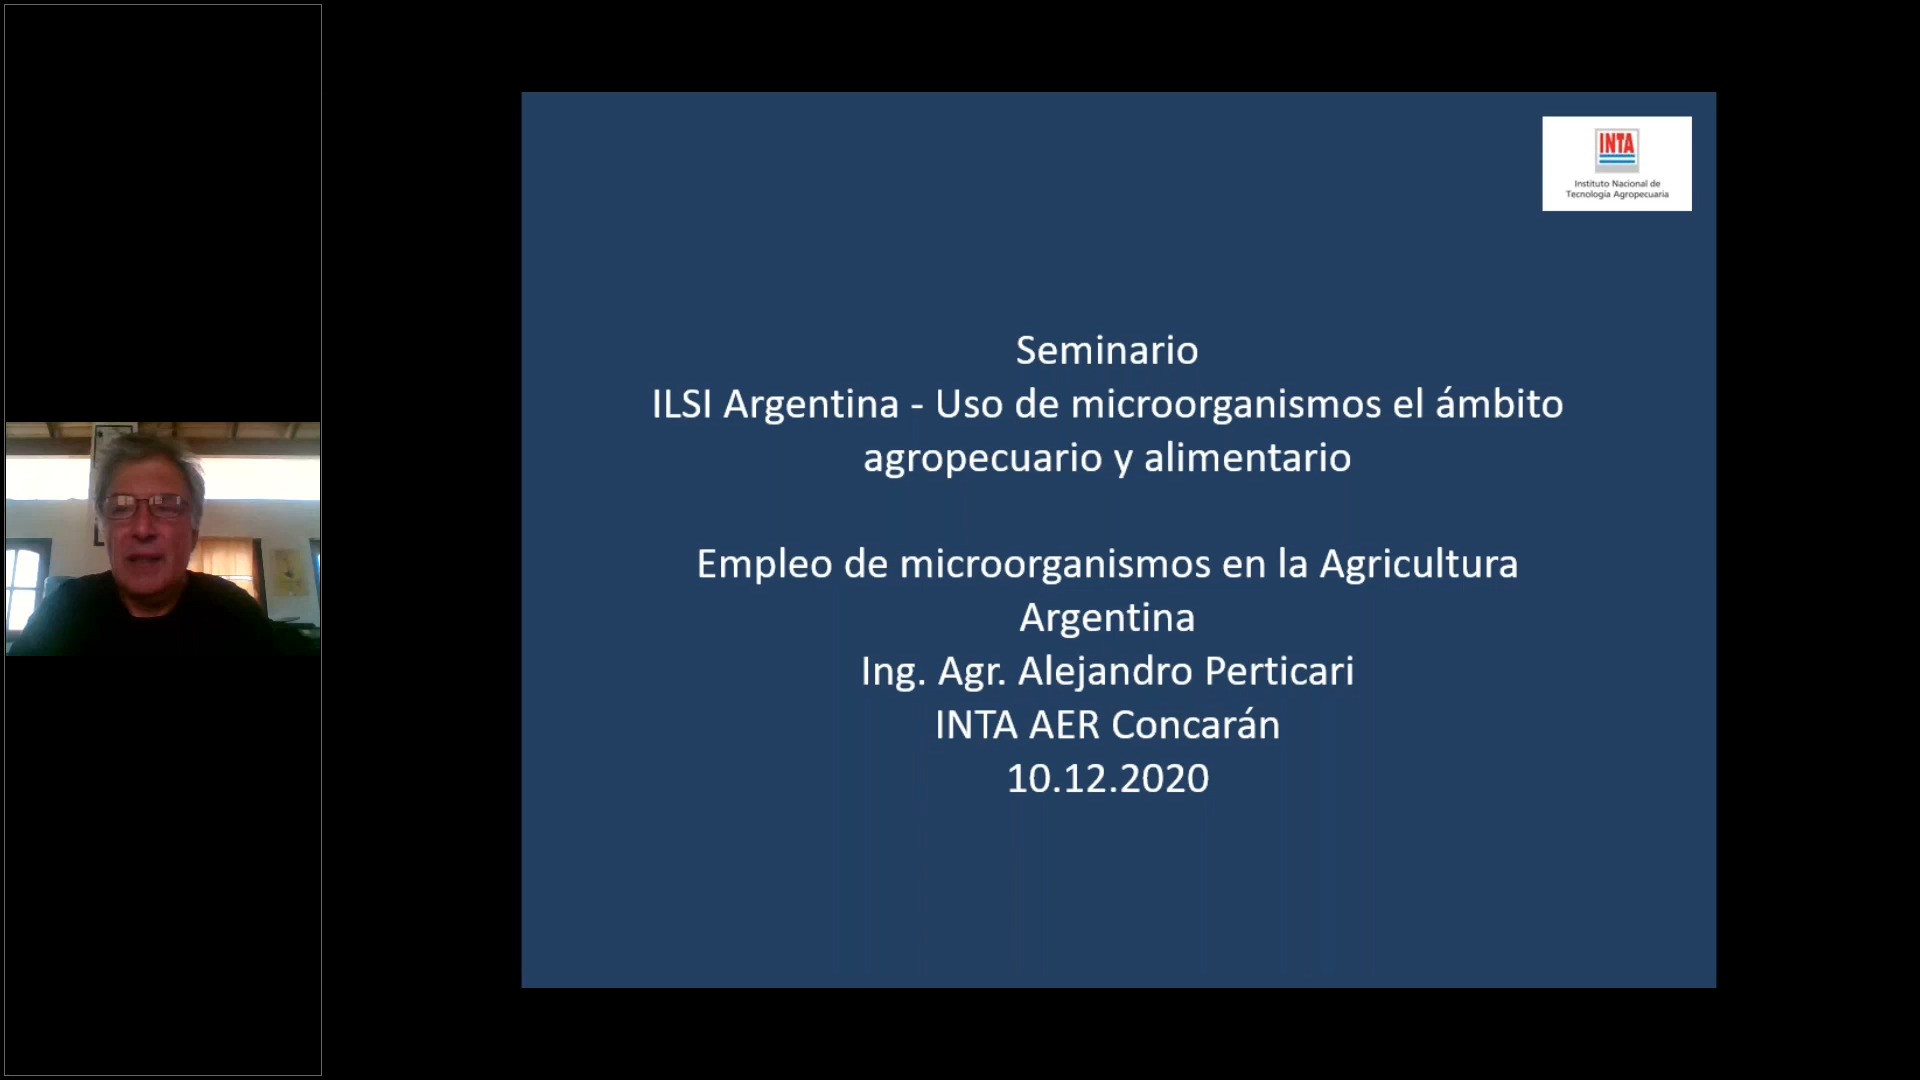 INTA
Instituto Nacional de
Tecnología Agropecuaria
Seminario
ILSI Argentina - Uso de microorganismos el ámbito
agropecuario y alimentario
Empleo de microorganismos en la Agricultura
Argentina
Ing. Agr. Alejandro Perticari
INTA AER Concarán
10.12.2020